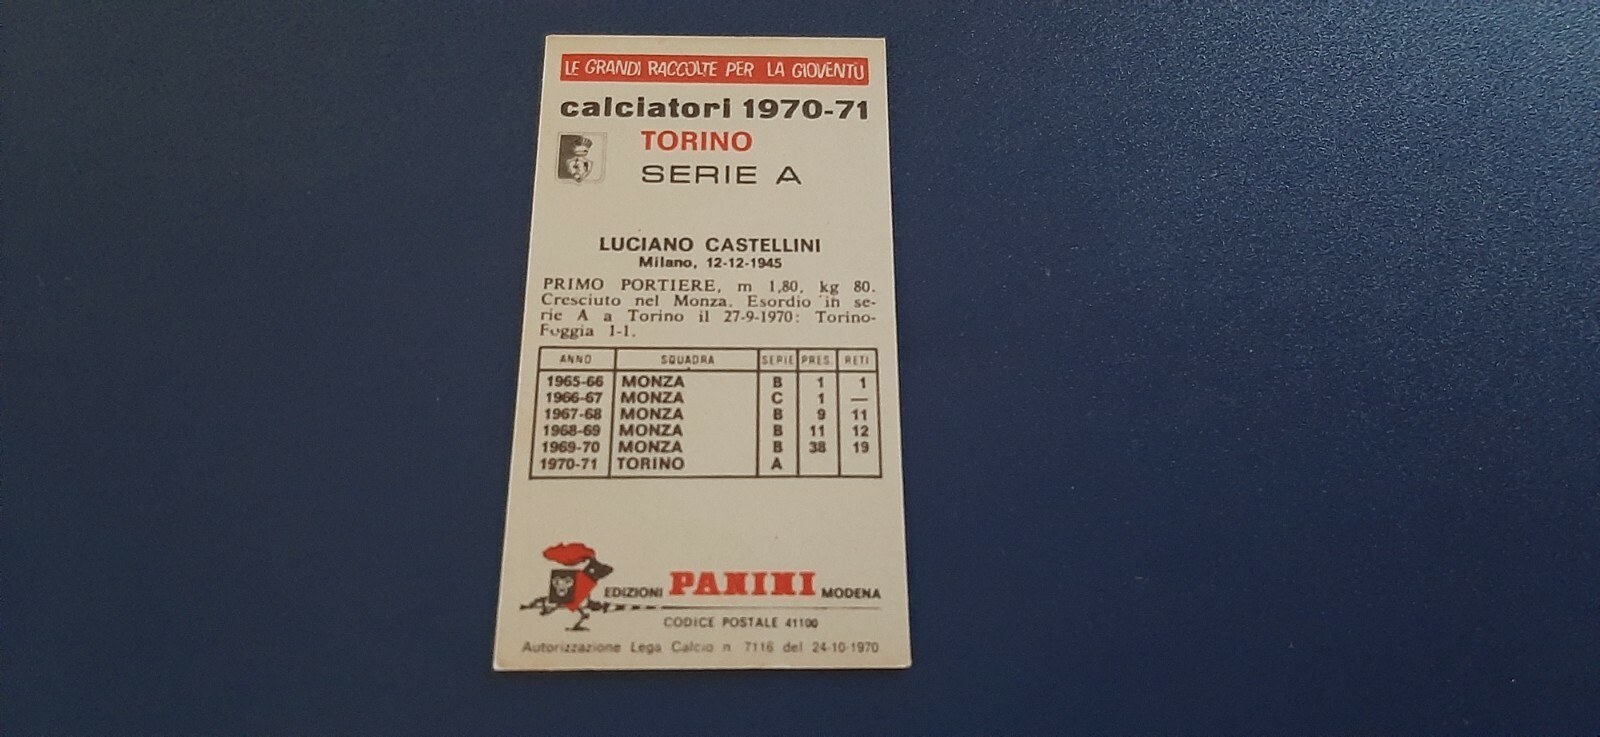 LE GRANDI RACCOLTE PER LA GIOVENTÙ
calciatori 1970-71
TORINO
SERIE A
LUCIANO CASTELLINI
Milano, 12-12-1945
PRIMO PORTIERE, m 1,80, kg 80.
Cresciuto nel Monza. Esordio in se-
rie A a Torino il 27-9-1970: Torino-
Foggia 1-1.
ANNO SQUADRA SERIE PRES. RETI
1965-66 MONZA B 1 1
1966-67 MONZA C 1 —
1967-68 MONZA B 9 11
1968-69 MONZA B 11 12
1969-70 MONZA B 38 19
1970-71 TORINO A
EDIZIONI PANINI MODENA
CODICE POSTALE 41100
Autorizzazione Lega Calcio n 7116 del 24-10-1970